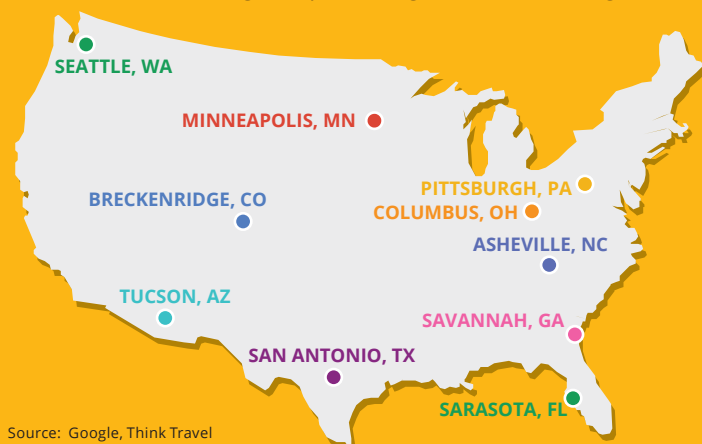 SEATTLE, WA
MINNEAPOLIS, MN
PITTSBURGH, PA
BRECKENRIDGE, CO
COLUMBUS, OH
ASHEVILLE, NC
TUCSON, AZ
SAVANNAH, GA
SAN ANTONIO, TX
SARASOTA, FL
Source: Google, Think Travel